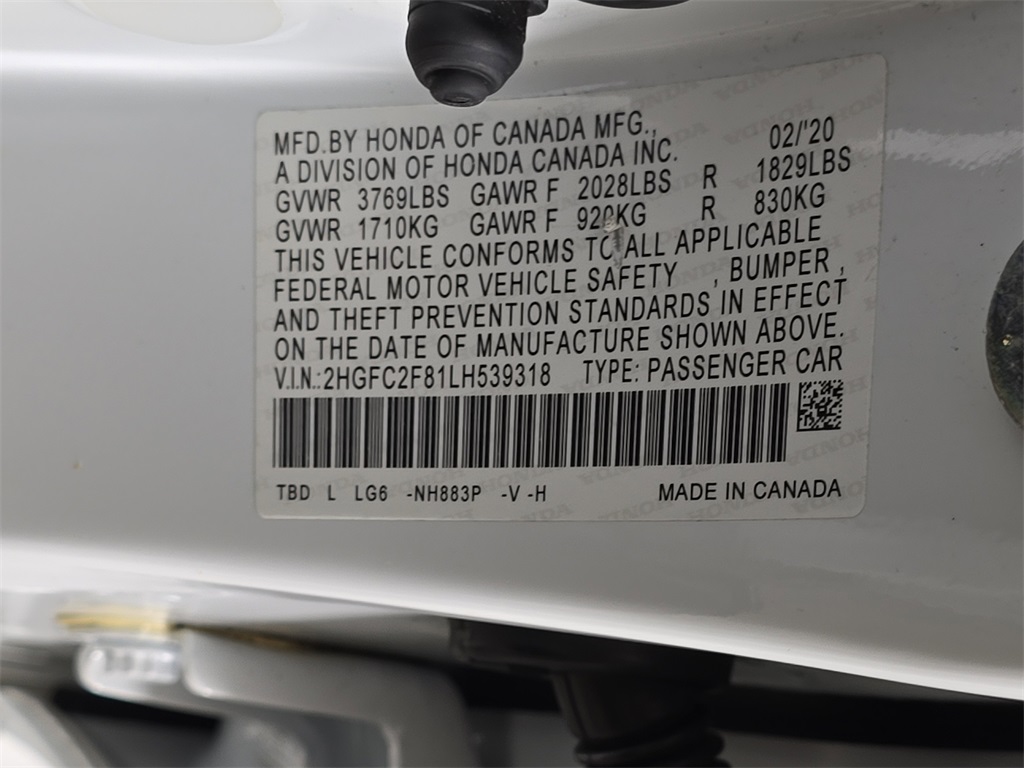 MFD.BY HONDA OF CANADA MFG., 02/'20
A DIVISION OF HONDA CANADA INC.
GVWR 3769LBS GAWR F 2028LBS R 1829LBS
GVWR 1710KG GAWR F 920KG R 830KG
THIS VEHICLE CONFORMS TO ALL APPLICABLE
FEDERAL MOTOR VEHICLE SAFETY , BUMPER ,
AND THEFT PREVENTION STANDARDS IN EFFECT
ON THE DATE OF MANUFACTURE SHOWN ABOVE.
V.I.N.:2HGFC2F81LH539318 TYPE: PASSENGER CAR
TBD L LG6 -NH883P -V -H MADE IN CANADA